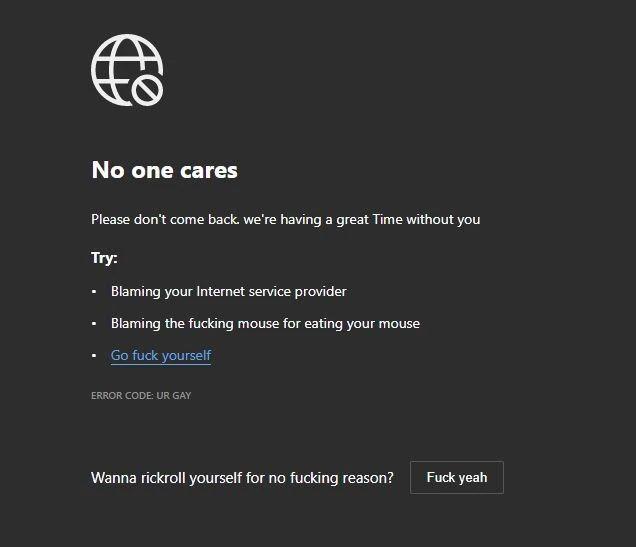 No one cares
Please don't come back. we're having a great Time without you
Try:
• Blaming your Internet service provider
• Blaming the fucking mouse for eating your mouse
• Go fuck yourself
ERROR CODE: UR GAY
Wanna rickroll yourself for no fucking reason? Fuck yeah